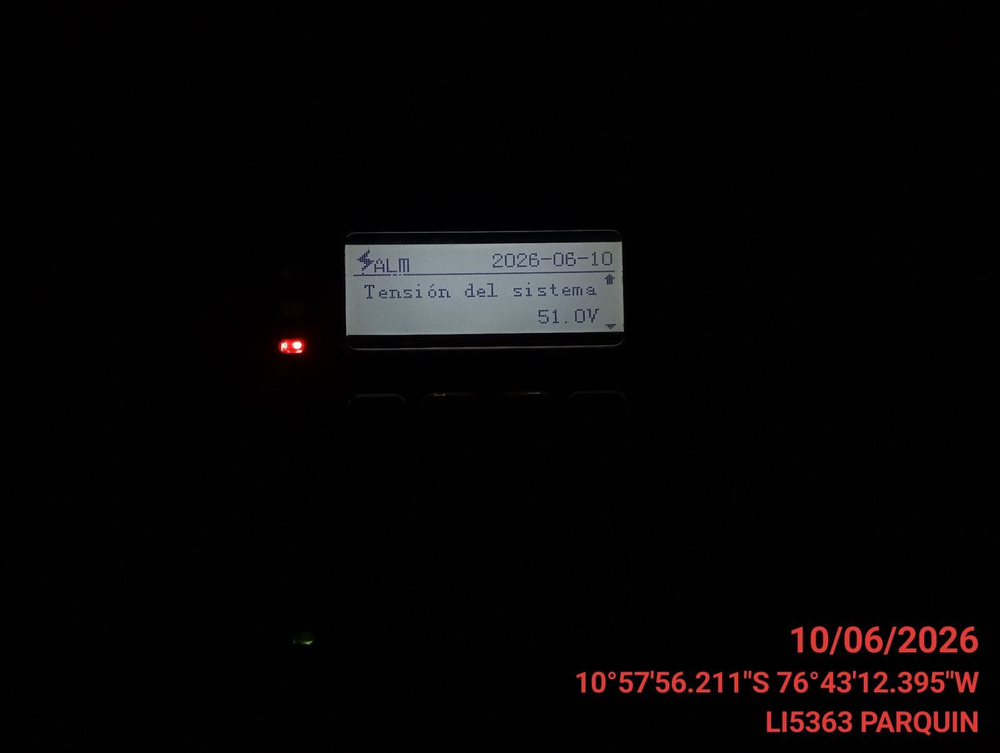 ALM 2026-06-10
Tensión del sistema
51.0V
10/06/2026
10°57'56.211"S 76°43'12.395"W
LI5363 PARQUIN